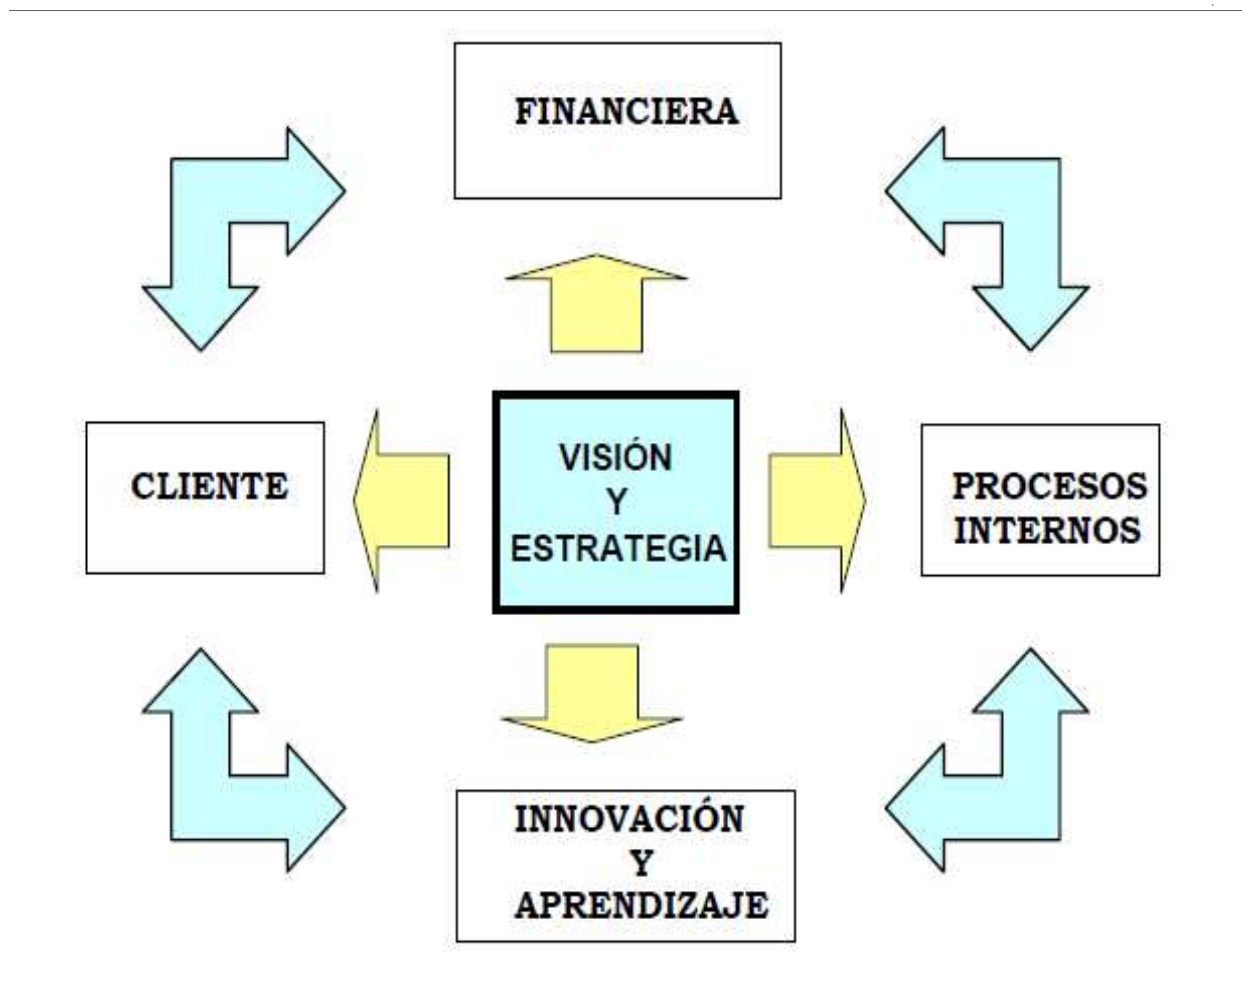 FINANCIERA
VISIÓN
Y
ESTRATEGIA
CLIENTE
PROCESOS
INTERNOS
INNOVACIÓN
Y
APRENDIZAJE